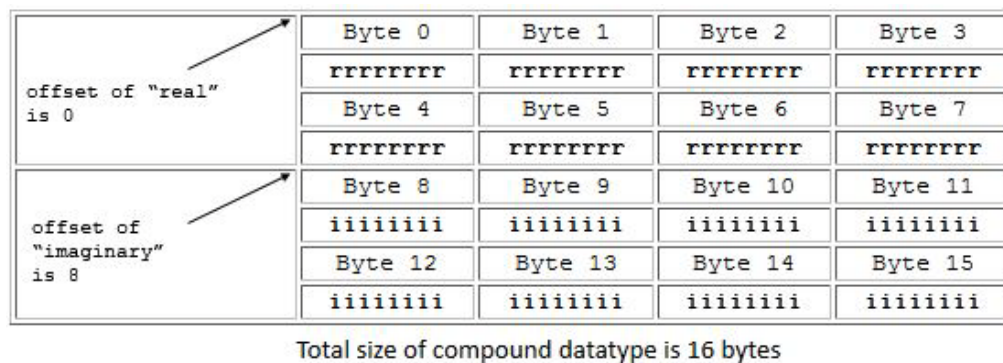 Byte 0 Byte 1 Byte 2 Byte 3
rrrrrrrr rrrrrrrr rrrrrrrr rrrrrrrr
offset of “real”
is 0
Byte 4 Byte 5 Byte 6 Byte 7
rrrrrrrr rrrrrrrr rrrrrrrr rrrrrrrr
Byte 8 Byte 9 Byte 10 Byte 11
iiiiiiii iiiiiiii iiiiiiii iiiiiiii
offset of
“imaginary”
is 8
Byte 12 Byte 13 Byte 14 Byte 15
iiiiiiii iiiiiiii iiiiiiii iiiiiiii
Total size of compound datatype is 16 bytes